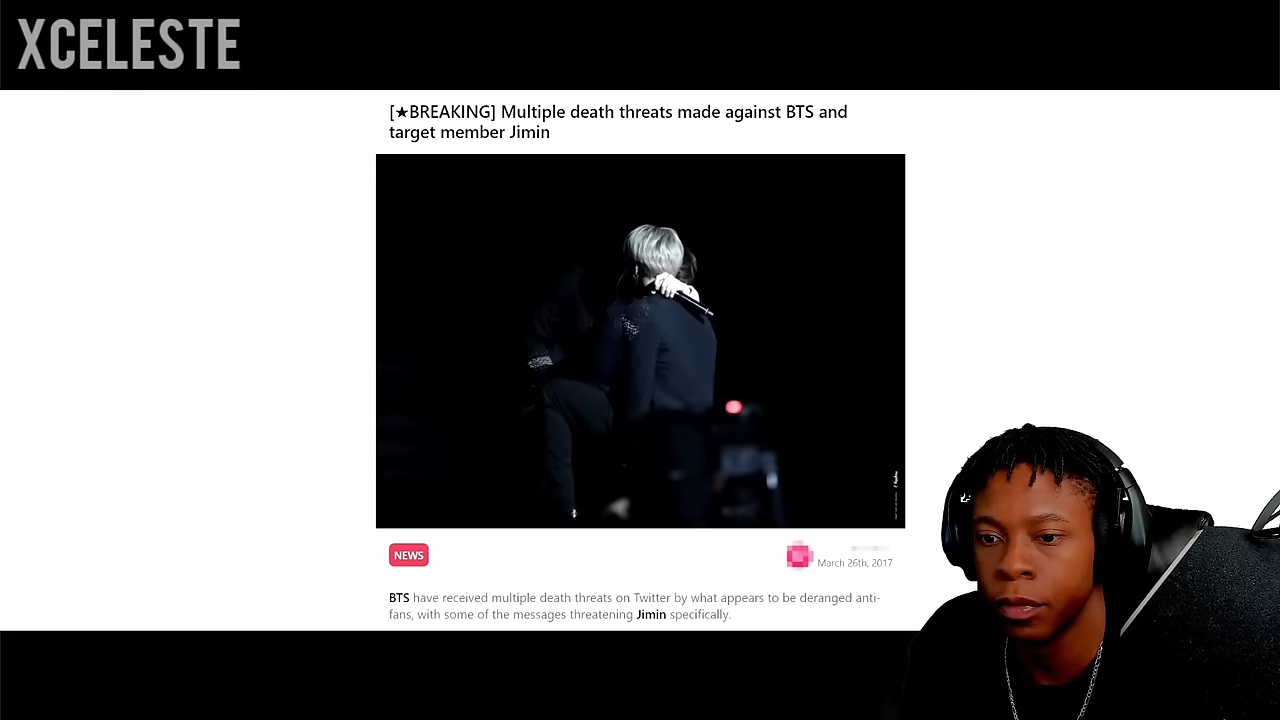 XCELESTE
[★BREAKING] Multiple death threats made against BTS and
target member Jimin
NEWS
March 26th, 2017
BTS have received multiple death threats on Twitter by what appears to be deranged anti-
fans, with some of the messages threatening Jimin specifically.